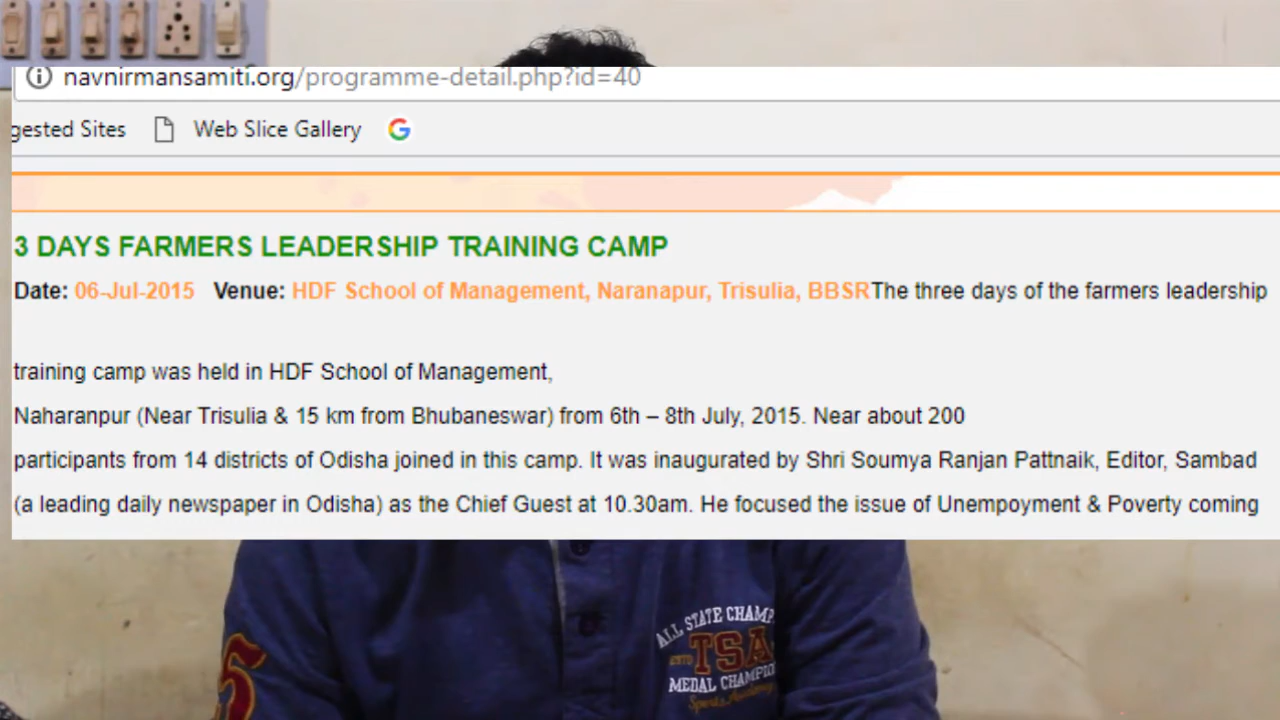 navnirmansamiti.org/programme-detail.php?id=40
gested Sites Web Slice Gallery G
3 DAYS FARMERS LEADERSHIP TRAINING CAMP
Date: 06-Jul-2015 Venue: HDF School of Management, Naranapur, Trisulia, BBSRThe three days of the farmers leadership
training camp was held in HDF School of Management,
Naharanpur (Near Trisulia & 15 km from Bhubaneswar) from 6th – 8th July, 2015. Near about 200
participants from 14 districts of Odisha joined in this camp. It was inaugurated by Shri Soumya Ranjan Pattnaik, Editor, Sambad
(a leading daily newspaper in Odisha) as the Chief Guest at 10.30am. He focused the issue of Unempoyment & Poverty coming
ALL STATE CHAMP
ESTD TSA
MEDAL CHAMPIO
Sports Academy
5